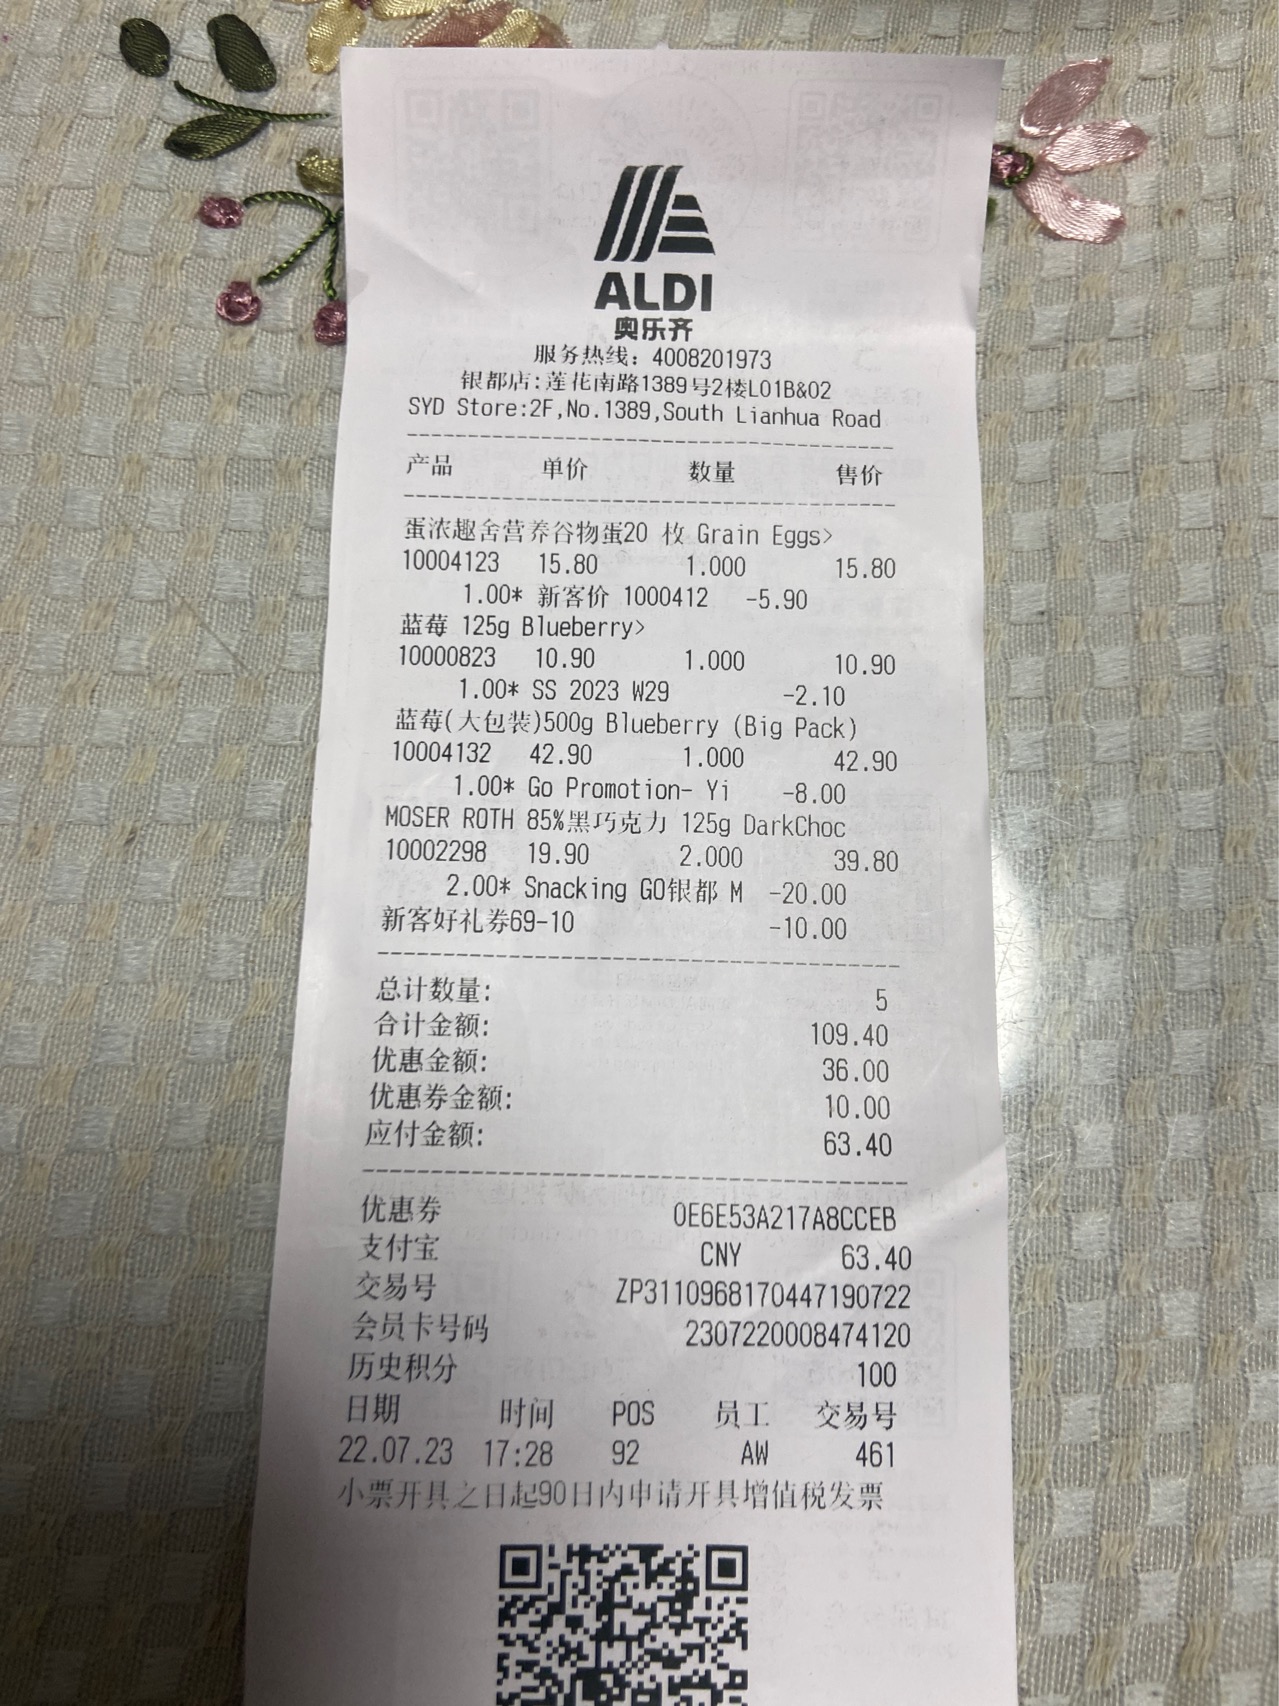 ALDI
奥乐齐
服务热线: 4008201973
银都店:莲花南路1389号2楼L01B&02
SYD Store:2F,No.1389,South Lianhua Road
产品 单价 数量 售价
蛋浓趣舍营养谷物蛋20 枚 Grain Eggs>
10004123 15.80 1.000 15.80
1.00* 新客价 1000412 -5.90
蓝莓 125g Blueberry>
10000823 10.90 1.000 10.90
1.00* SS 2023 W29 -2.10
蓝莓(大包装)500g Blueberry (Big Pack)
10004132 42.90 1.000 42.90
1.00* Go Promotion- Yi -8.00
MOSER ROTH 85%黑巧克力 125g DarkChoc
10002298 19.90 2.000 39.80
2.00* Snacking GO银都 M -20.00
新客好礼券69-10 -10.00
总计数量: 5
合计金额: 109.40
优惠金额: 36.00
优惠券金额: 10.00
应付金额: 63.40
优惠券 0E6E53A217A8CCEB
支付宝 CNY 63.40
交易号 ZP3110968170447190722
会员卡号码 2307220008474120
历史积分 100
日期 时间 POS 员工 交易号
22.07.23 17:28 92 AW 461
小票开具之日起90日内申请开具增值税发票